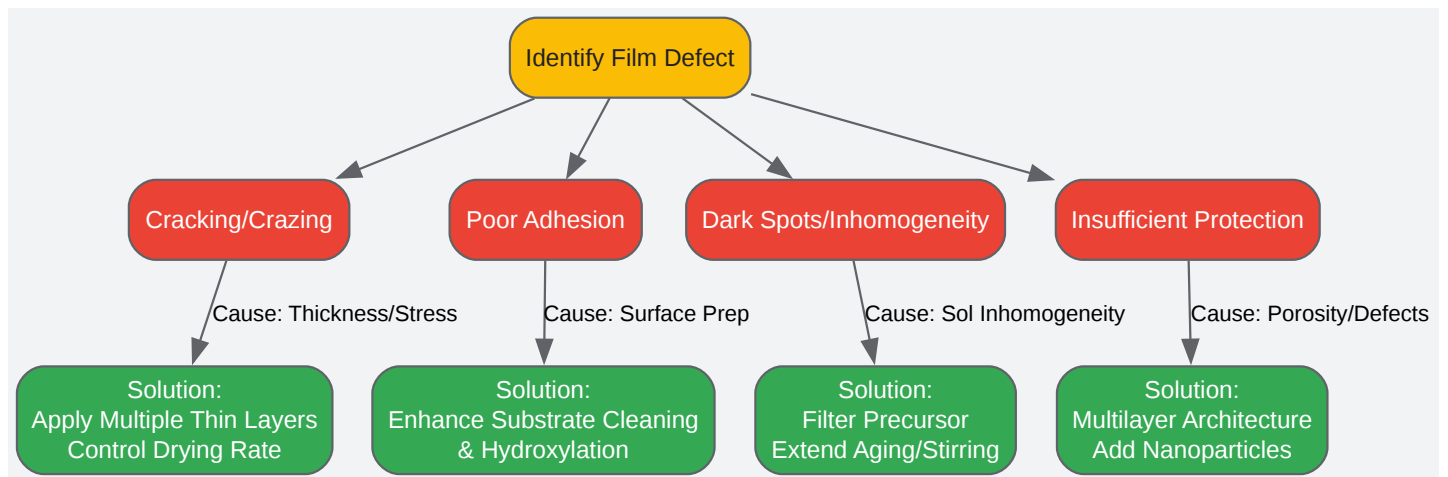 Identify Film Defect
Cracking/Crazing
Poor Adhesion
Dark Spots/Inhomogeneity
Insufficient Protection
Cause: Thickness/Stress
Cause: Surface Prep
Cause: Sol Inhomogeneity
Cause: Porosity/Defects
Solution:
Apply Multiple Thin Layers
Control Drying Rate
Solution:
Enhance Substrate Cleaning
& Hydroxylation
Solution:
Filter Precursor
Extend Aging/Stirring
Solution:
Multilayer Architecture
Add Nanoparticles